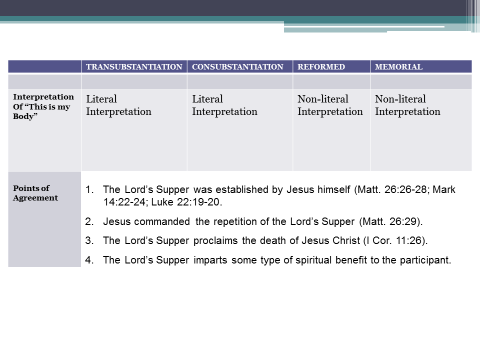 TRANSUBSTANTIATION CONSUBSTANTIATION REFORMED MEMORIAL
Interpretation Of "This is my Body"
Literal Interpretation
Literal Interpretation
Non-literal Interpretation
Non-literal Interpretation
Points of Agreement
1. The Lord's Supper was established by Jesus himself (Matt. 26:26-28; Mark
14:22-24; Luke 22:19-20.
2. Jesus commanded the repetition of the Lord's Supper (Matt. 26:29).
3. The Lord's Supper proclaims the death of Jesus Christ (I Cor. 11:26).
4. The Lord's Supper imparts some type of spiritual benefit to the participant.